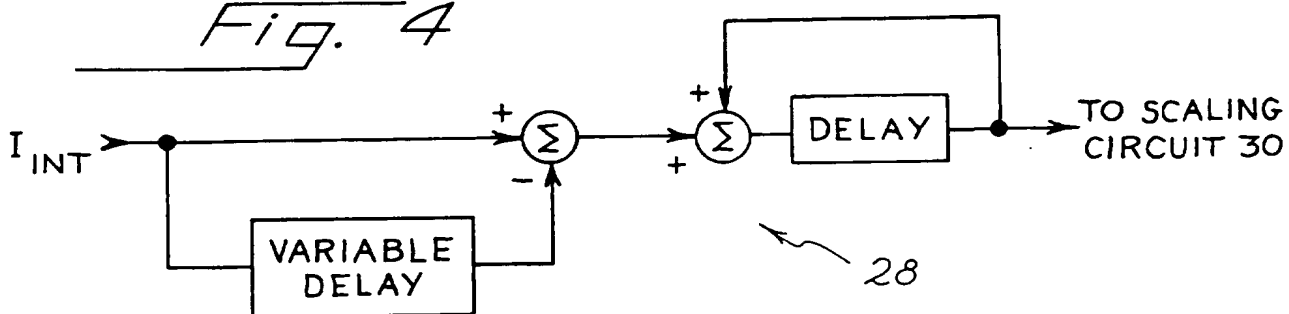 Fig. 4
I INT
+
Σ
-
VARIABLE
DELAY
+
+
Σ
DELAY
TO SCALING
CIRCUIT 30
28